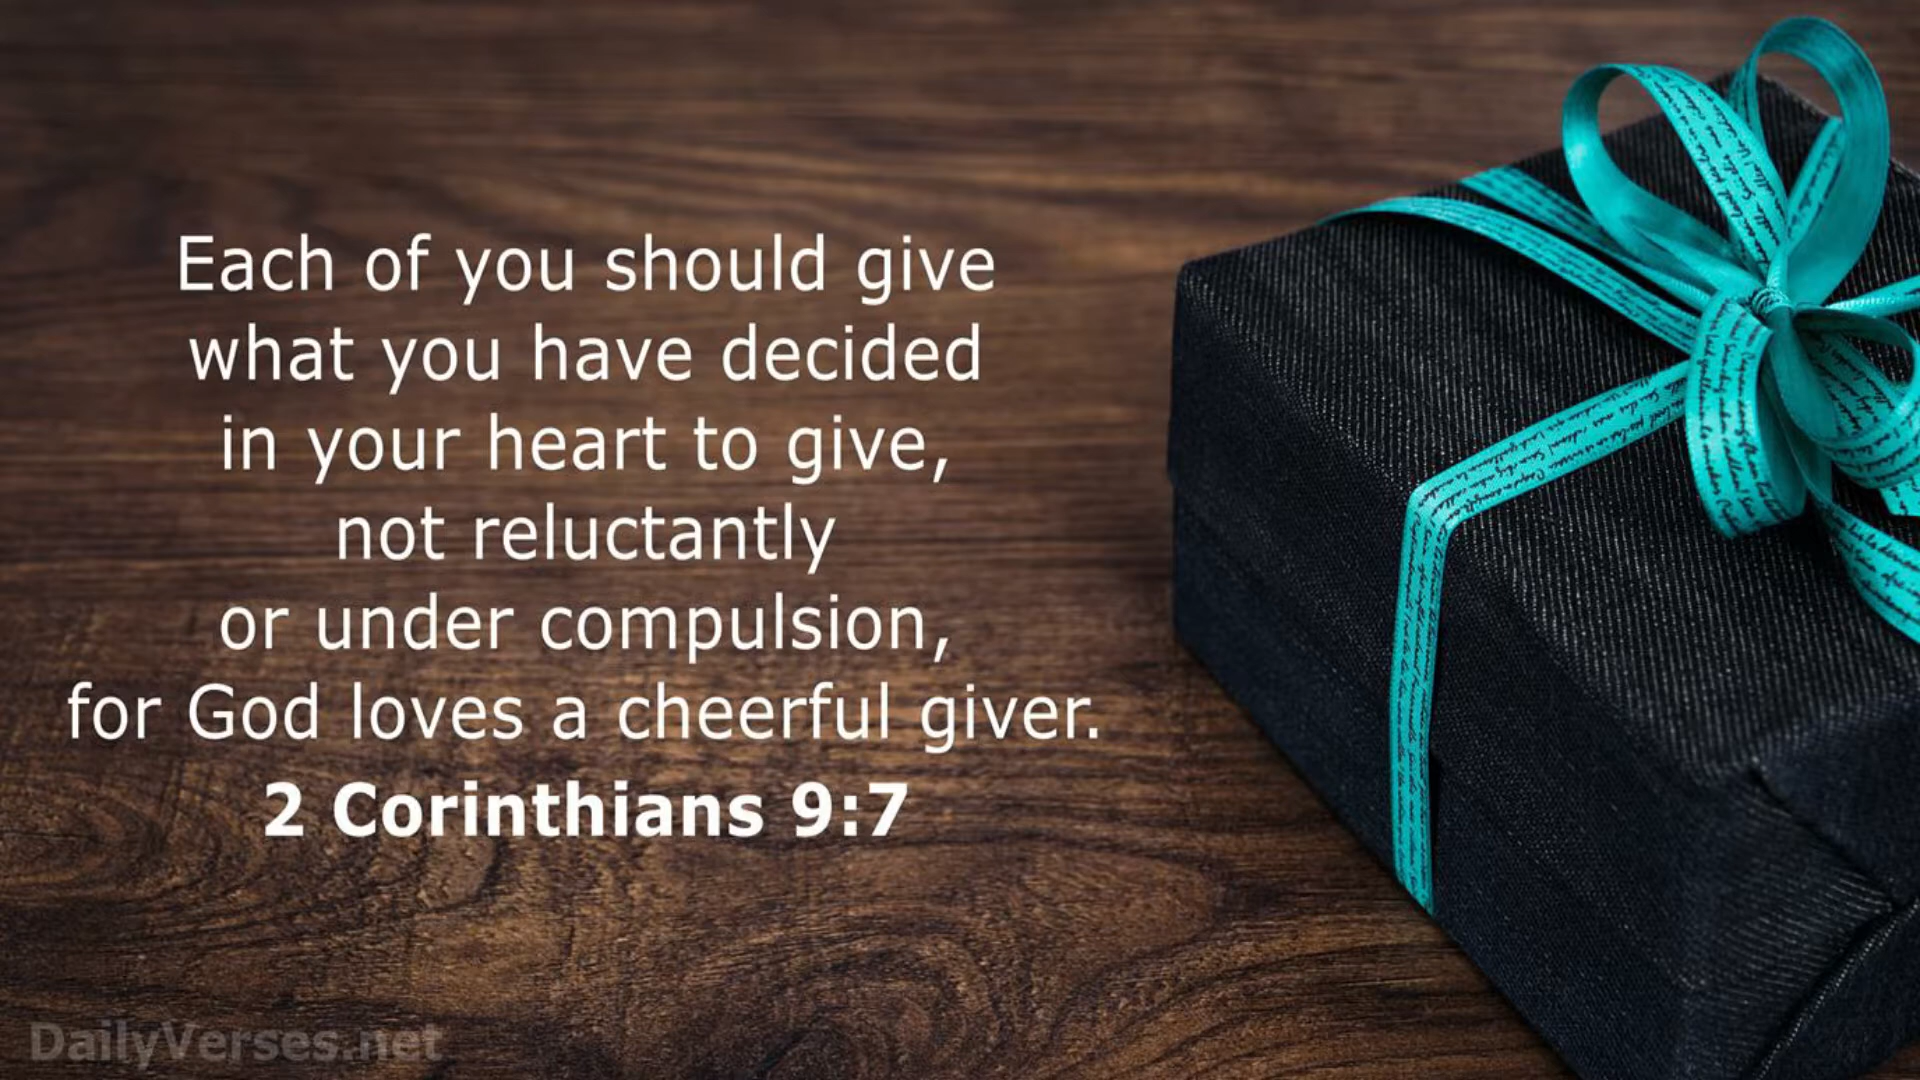 Each of you should give
what you have decided
in your heart to give,
not reluctantly
or under compulsion,
for God loves a cheerful giver.
2 Corinthians 9:7
DailyVerses.net